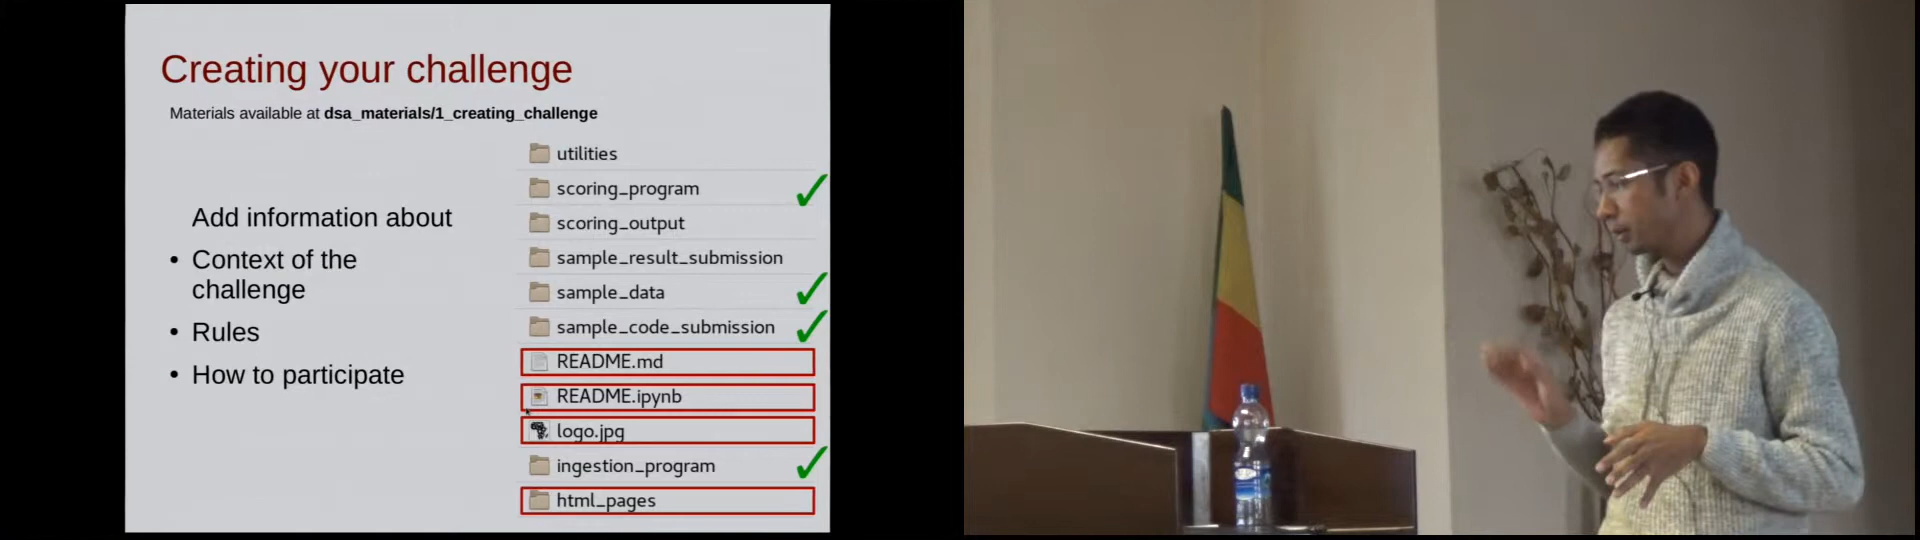 Creating your challenge
Materials available at dsa_materials/1_creating_challenge
Add information about
• Context of the
challenge
• Rules
• How to participate
utilities
scoring_program
scoring_output
sample_result_submission
sample_data
sample_code_submission
README.md
README.ipynb
logo.jpg
ingestion_program
html_pages